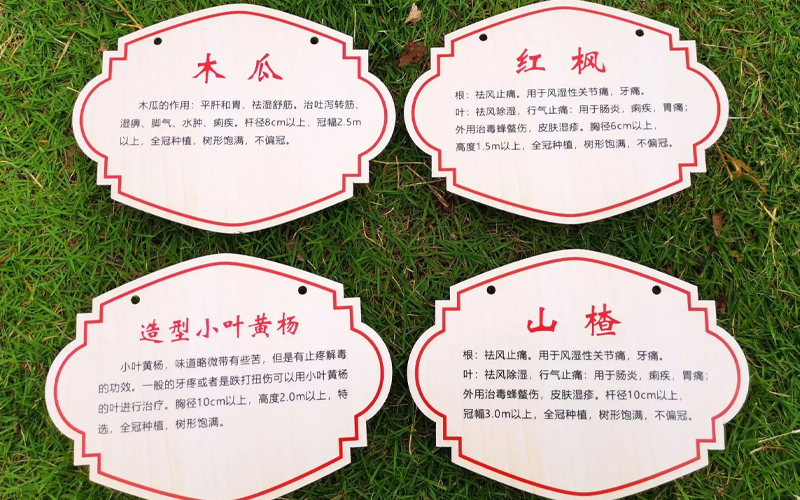 木瓜
木瓜的作用：平肝和胃、祛湿舒筋。治吐泻转筋、
湿痹、脚气、水肿、痢疾。杆径8cm以上，冠幅2.5m
以上，全冠种植，树形饱满，不偏冠。
红枫
根：祛风止痛。用于风湿性关节痛，牙痛。
叶：祛风除湿，行气止痛：用于肠炎，痢疾，胃痛；
外用治毒蜂螫伤，皮肤湿疹。胸径6cm以上，
高度1.5m以上，全冠种植，树形饱满，不偏冠。
造型小叶黄杨
小叶黄杨，味道略微带有些苦，但是有止疼解毒
的功效。一般的牙疼或者是跌打扭伤可以用小叶黄杨
的叶进行治疗。胸径10cm以上，高度2.0m以上，特
选，全冠种植，树形饱满。
山楂
根：祛风止痛。用于风湿性关节痛，牙痛。
叶：祛风除湿，行气止痛：用于肠炎，痢疾，胃痛；
外用治毒蜂螫伤，皮肤湿疹。杆径10cm以上，
冠幅3.0m以上，全冠种植，树形饱满，不偏冠。